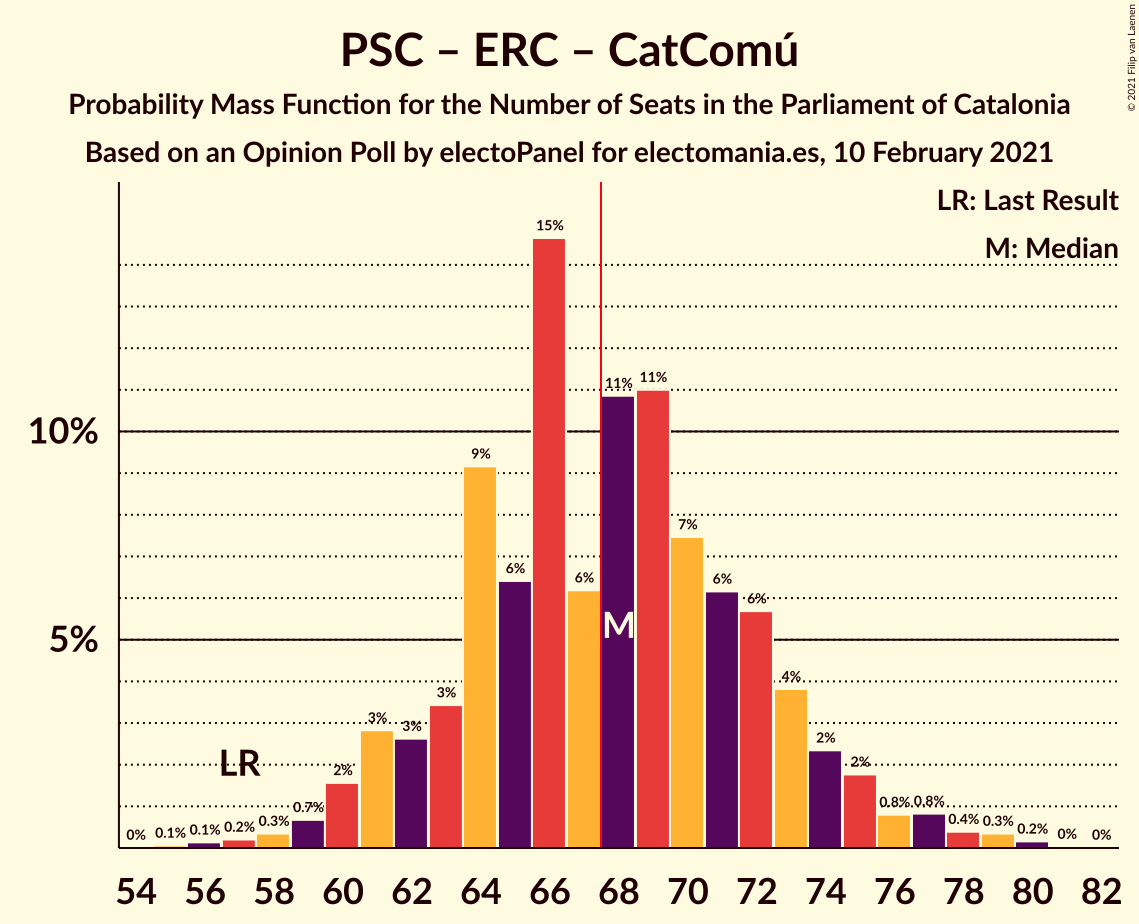 © 2021 Filip van Laenen
PSC – ERC – CatComú
Probability Mass Function for the Number of Seats in the Parliament of Catalonia
Based on an Opinion Poll by electoPanel for electomania.es, 10 February 2021
LR: Last Result
M: Median
10%
5%
0% 0.1% 0.1% 0.2% 0.3% 0.7% 2% 3% 3% 3% 9% 6% 15% 6% 11% 11% 7% 6% 6% 4% 2% 2% 0.8% 0.8% 0.4% 0.3% 0.2% 0% 0%
LR
M
54 56 58 60 62 64 66 68 70 72 74 76 78 80 82